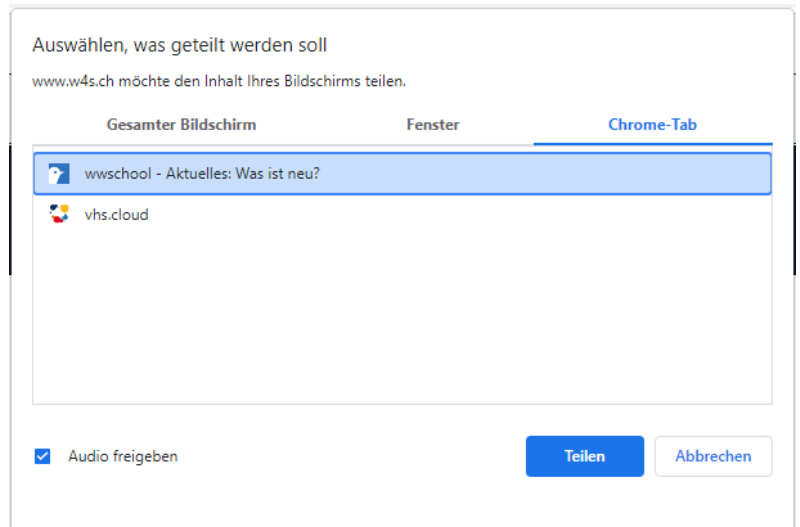 Auswählen, was geteilt werden soll
www.w4s.ch möchte den Inhalt Ihres Bildschirms teilen.
Gesamter Bildschirm Fenster Chrome-Tab
wwschool - Aktuelles: Was ist neu?
vhs.cloud
Audio freigeben Teilen Abbrechen